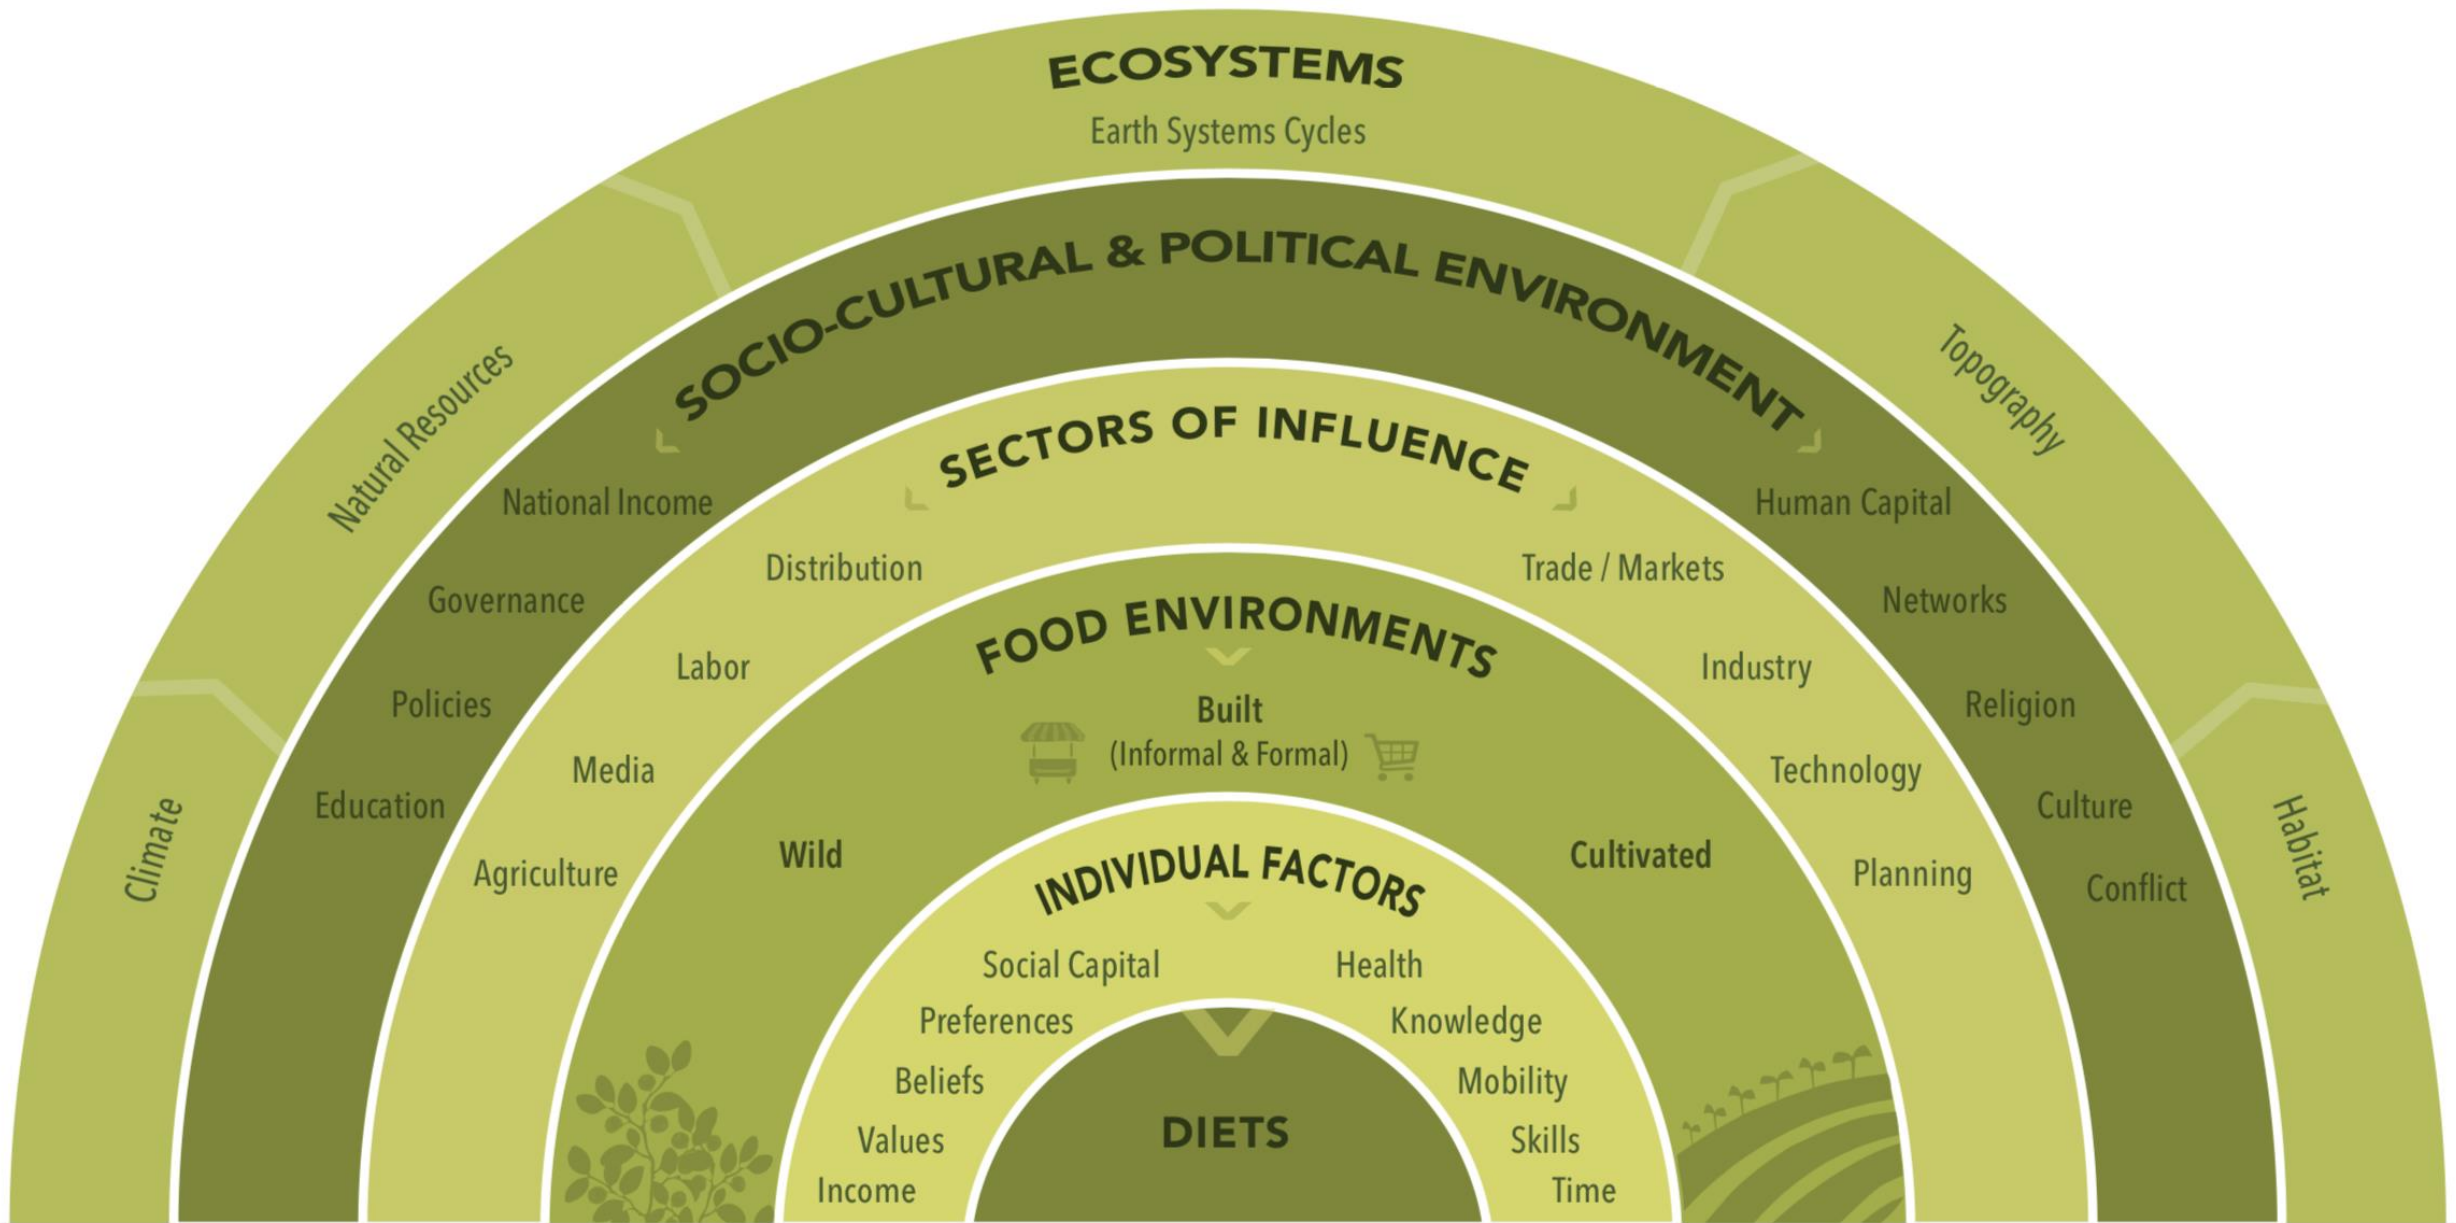 ECOSYSTEMS
Earth Systems Cycles
Natural Resources
Topography
Climate
Habitat
SOCIO-CULTURAL & POLITICAL ENVIRONMENT
National Income
Governance
Policies
Education
Human Capital
Networks
Religion
Culture
Conflict
SECTORS OF INFLUENCE
Distribution
Labor
Media
Agriculture
Trade / Markets
Industry
Technology
Planning
FOOD ENVIRONMENTS
Built
(Informal & Formal)
Wild
Cultivated
INDIVIDUAL FACTORS
Social Capital
Preferences
Beliefs
Values
Income
Health
Knowledge
Mobility
Skills
Time
DIETS